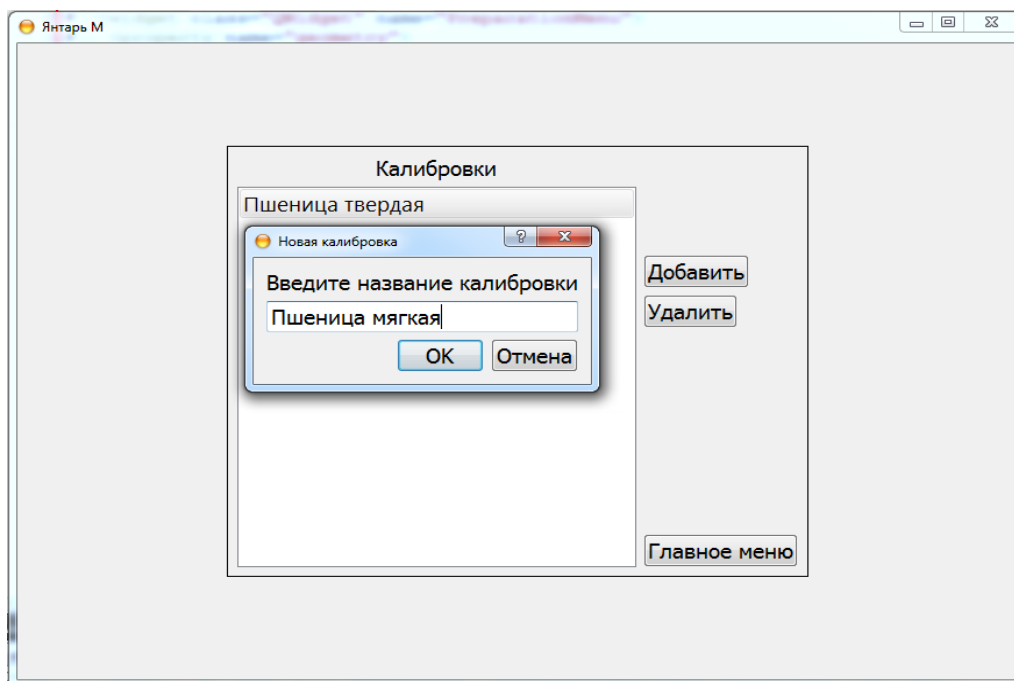 Янтарь М
Калибровки
Пшеница твердая
Новая калибровка
Введите название калибровки
Пшеница мягкая
OK
Отмена
Добавить
Удалить
Главное меню